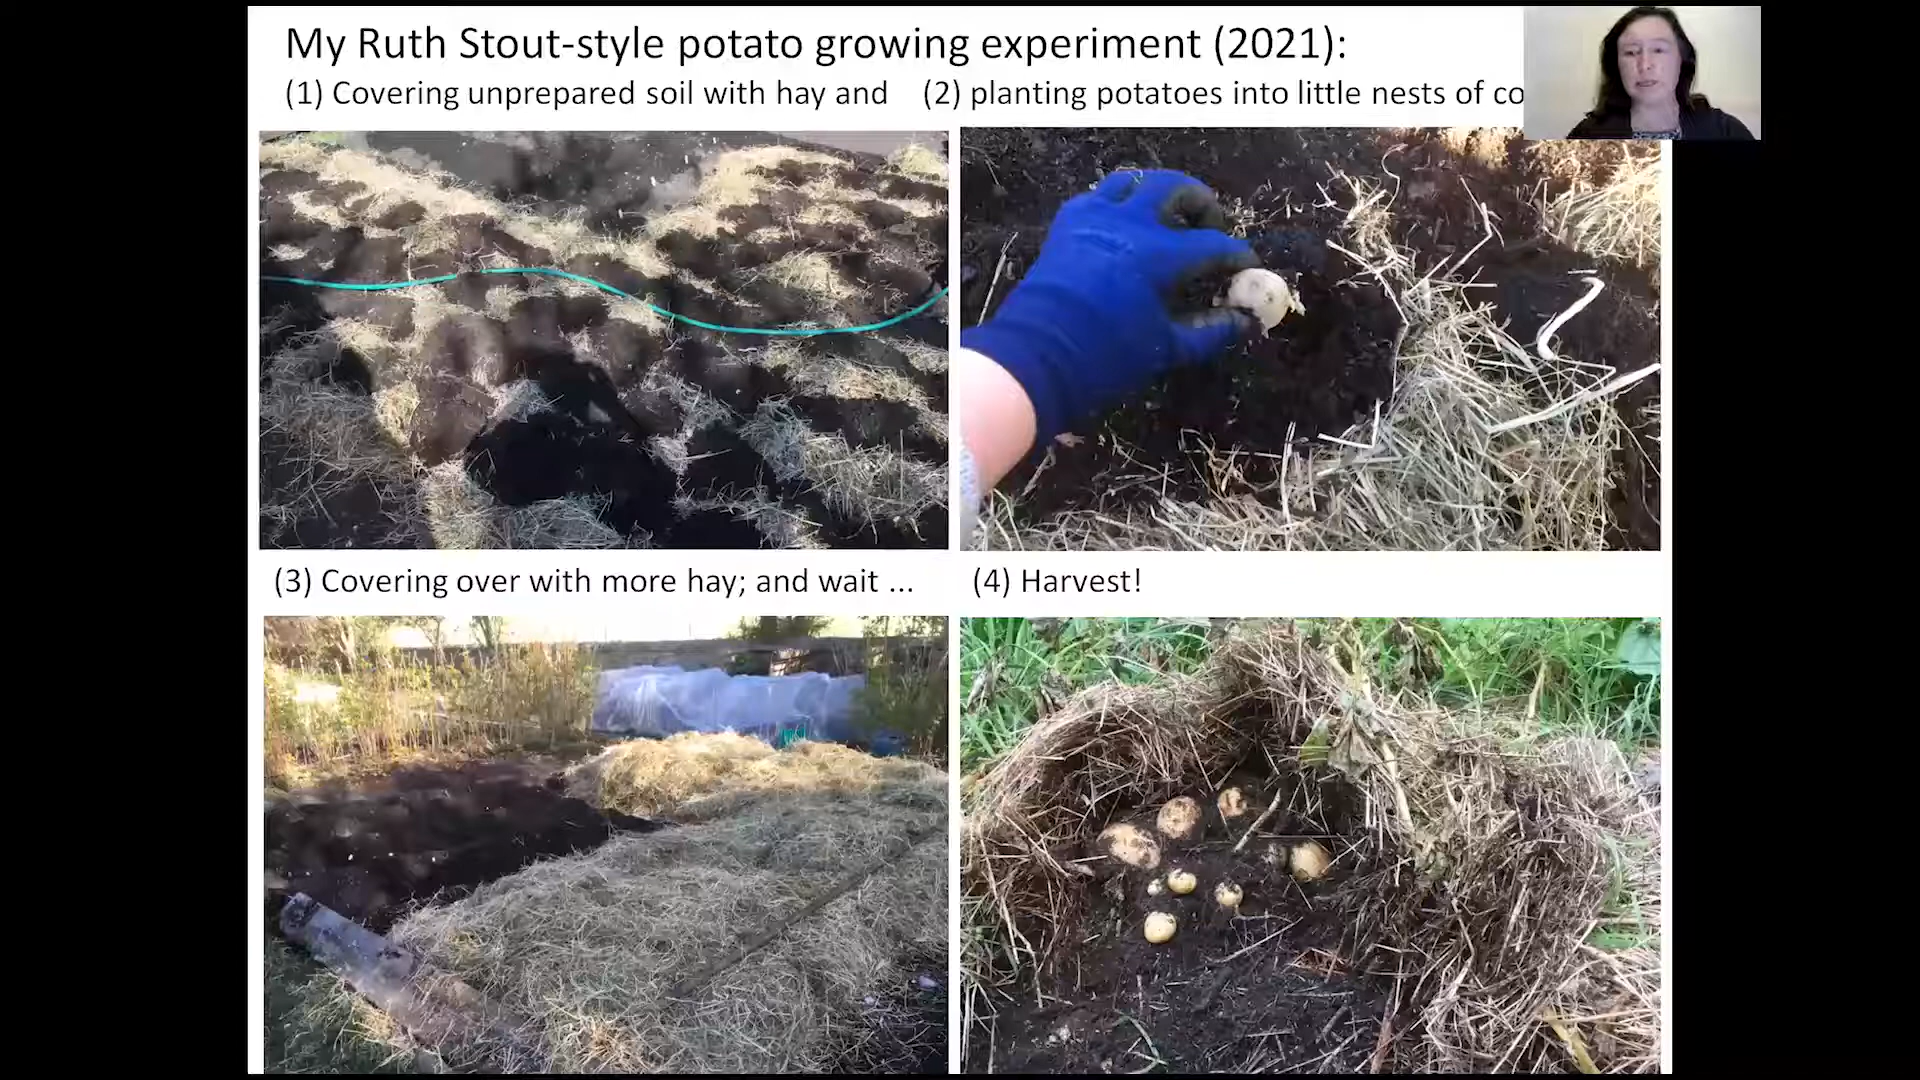 My Ruth Stout-style potato growing experiment (2021):
(1) Covering unprepared soil with hay and (2) planting potatoes into little nests of
(3) Covering over with more hay; and wait ... (4) Harvest!